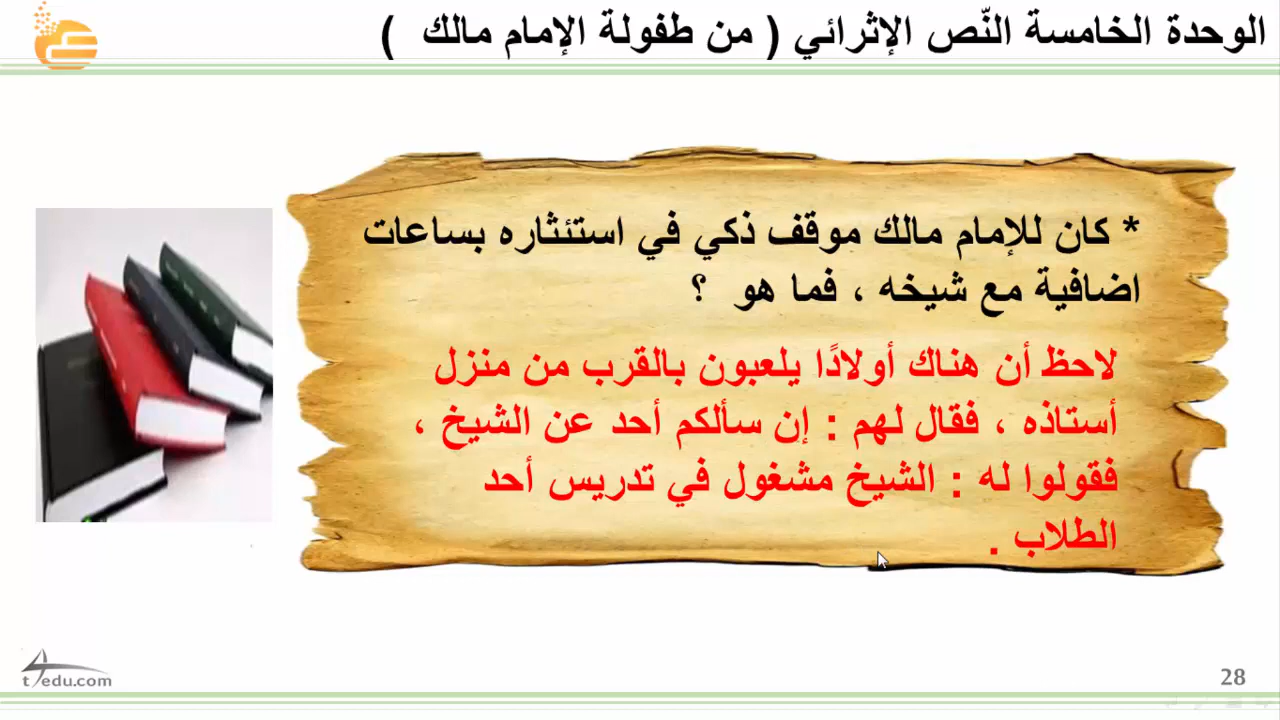 الوحدة الخامسة النّص الإثرائي ( من طفولة الإمام مالك )
* كان للإمام مالك موقف ذكي في استئثاره بساعات
اضافية مع شيخه ، فما هو ؟
لاحظ أن هناك أولادًا يلعبون بالقرب من منزل
أستاذه ، فقال لهم : إن سألكم أحد عن الشيخ ،
فقولوا له : الشيخ مشغول في تدريس أحد
الطلاب .
t4edu.com
28